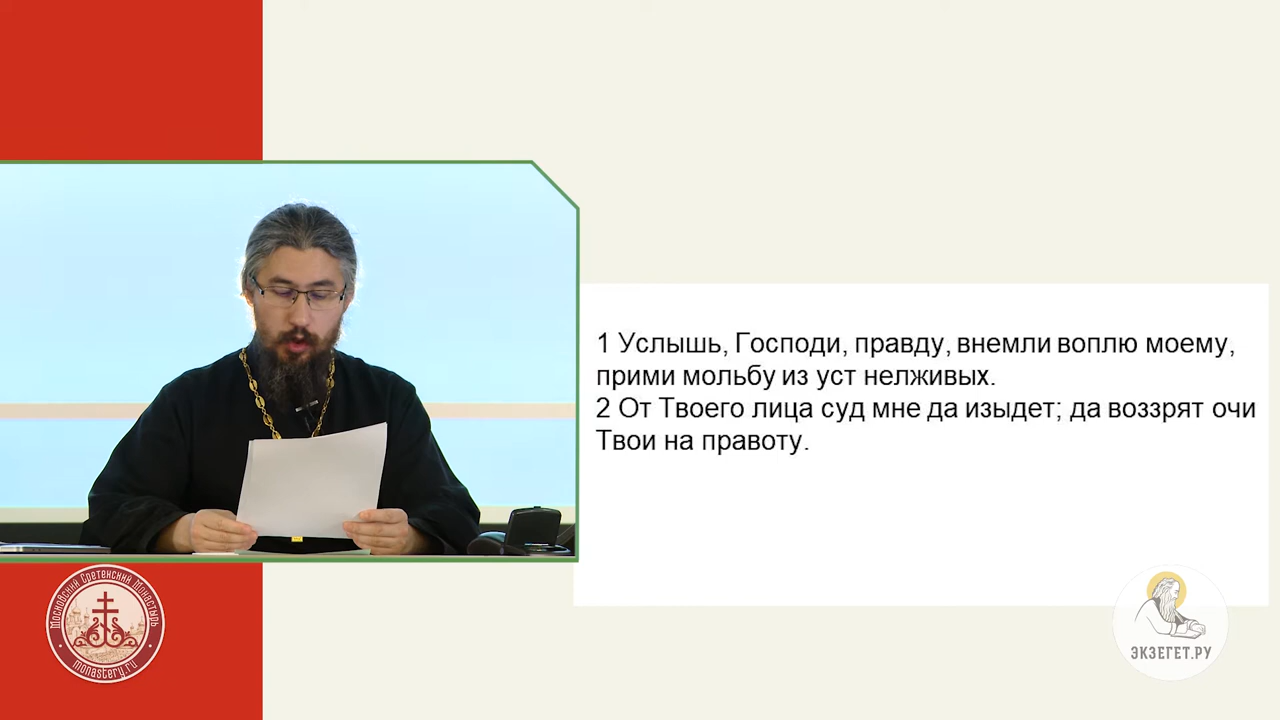 1 Услышь, Господи, правду, внемли воплю моему,
прими мольбу из уст нелживых.
2 От Твоего лица суд мне да изыдет; да воззрят очи
Твои на правоту.
Московский Сретенский Монастырь
monastery.ru
ЭКЗЕГЕТ.РУ